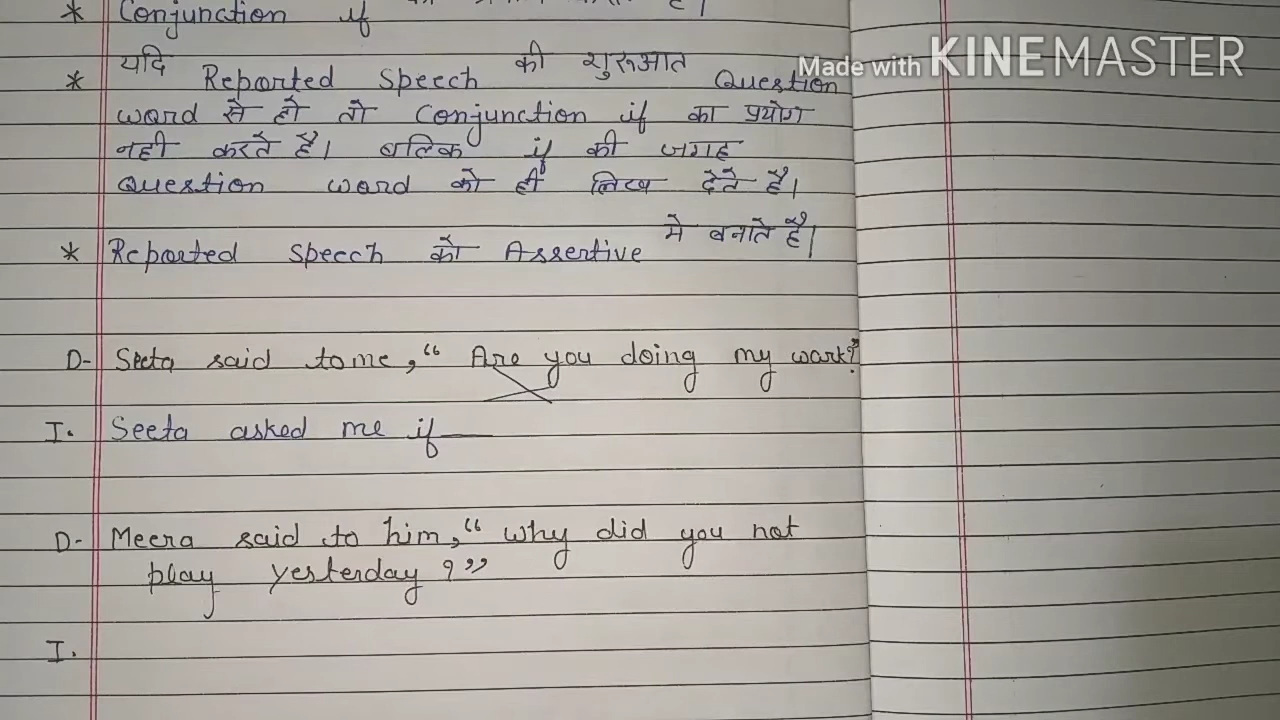 * Conjunction if का प्रयोग करते है।
* यदि Reported Speech की शुरूआत Question
word से हो तो Conjunction if का प्रयोग
नही करते है। बल्कि if की जगह
Question word को ही लिख देते है।
* Reported Speech को Assertive मे बनाते है।
D- Seeta said to me, “ Are you doing my work?”
I. Seeta asked me if
D- Meera said to him, “ Why did you not
play yesterday ?”
I.
Made with KINEMASTER